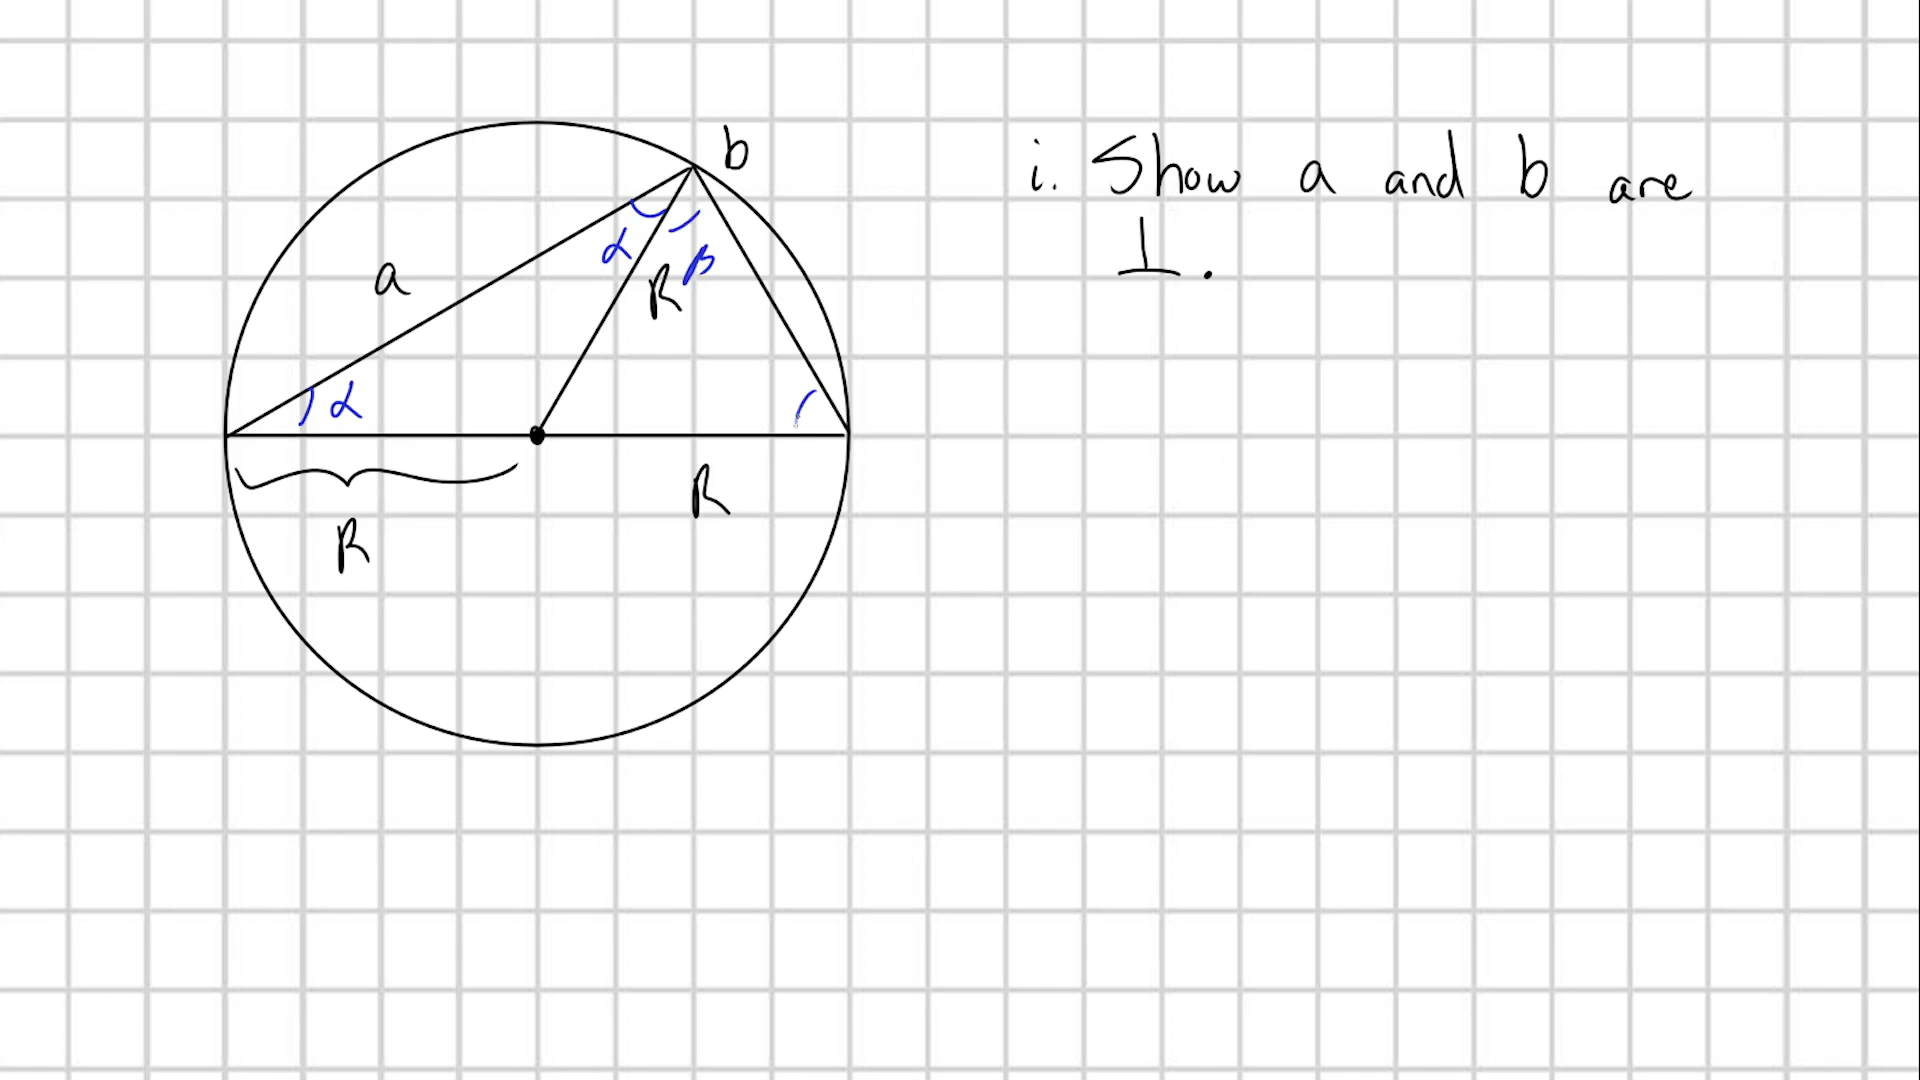 b
a
α
β
R
α
R
R
i. Show a and b are
⊥.